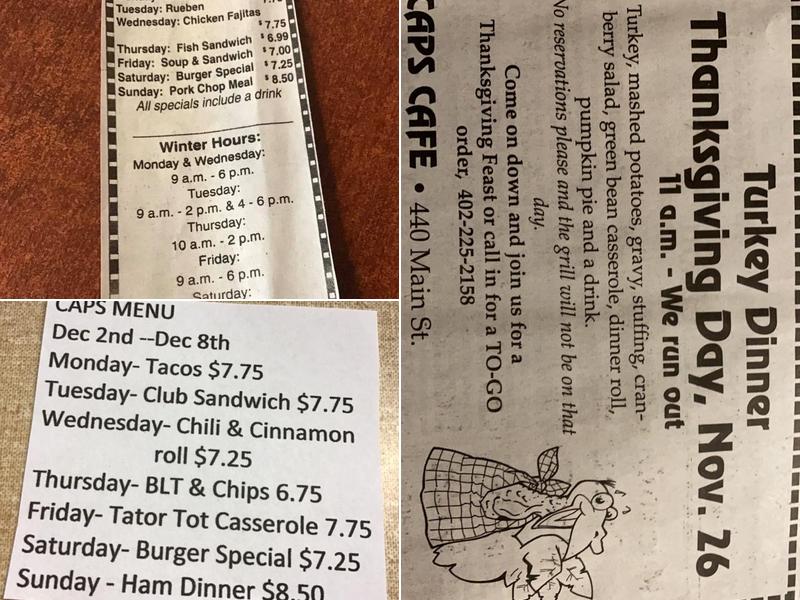 Tuesday: Rueben
Wednesday: Chicken Fajitas
$7.75
Thursday: Fish Sandwich $6.99
Friday: Soup & Sandwich $7.00
Saturday: Burger Special $7.25
Sunday: Pork Chop Meal $8.50
All specials include a drink
Winter Hours:
Monday & Wednesday:
9 a.m. - 6 p.m.
Tuesday:
9 a.m. - 2 p.m. & 4 - 6 p.m.
Thursday:
10 a.m. - 2 p.m.
Friday:
9 a.m. - 6 p.m.
Saturday:
CAPS MENU
Dec 2nd --Dec 8th
Monday- Tacos $7.75
Tuesday- Club Sandwich $7.75
Wednesday- Chili & Cinnamon
roll $7.25
Thursday- BLT & Chips 6.75
Friday- Tator Tot Casserole 7.75
Saturday- Burger Special $7.25
Sunday - Ham Dinner $8.50
Turkey Dinner
Thanksgiving Day, Nov. 26
11 a.m. - We run out
Turkey, mashed potatoes, gravy, stuffing, cran-
berry salad, green bean casserole, dinner roll,
pumpkin pie and a drink.
No reservations please and the grill will not be on that
day.
Come on down and join us for a
Thanksgiving Feast or call in for a TO-GO
order, 402-225-2158
CAPS CAFE • 440 Main St.